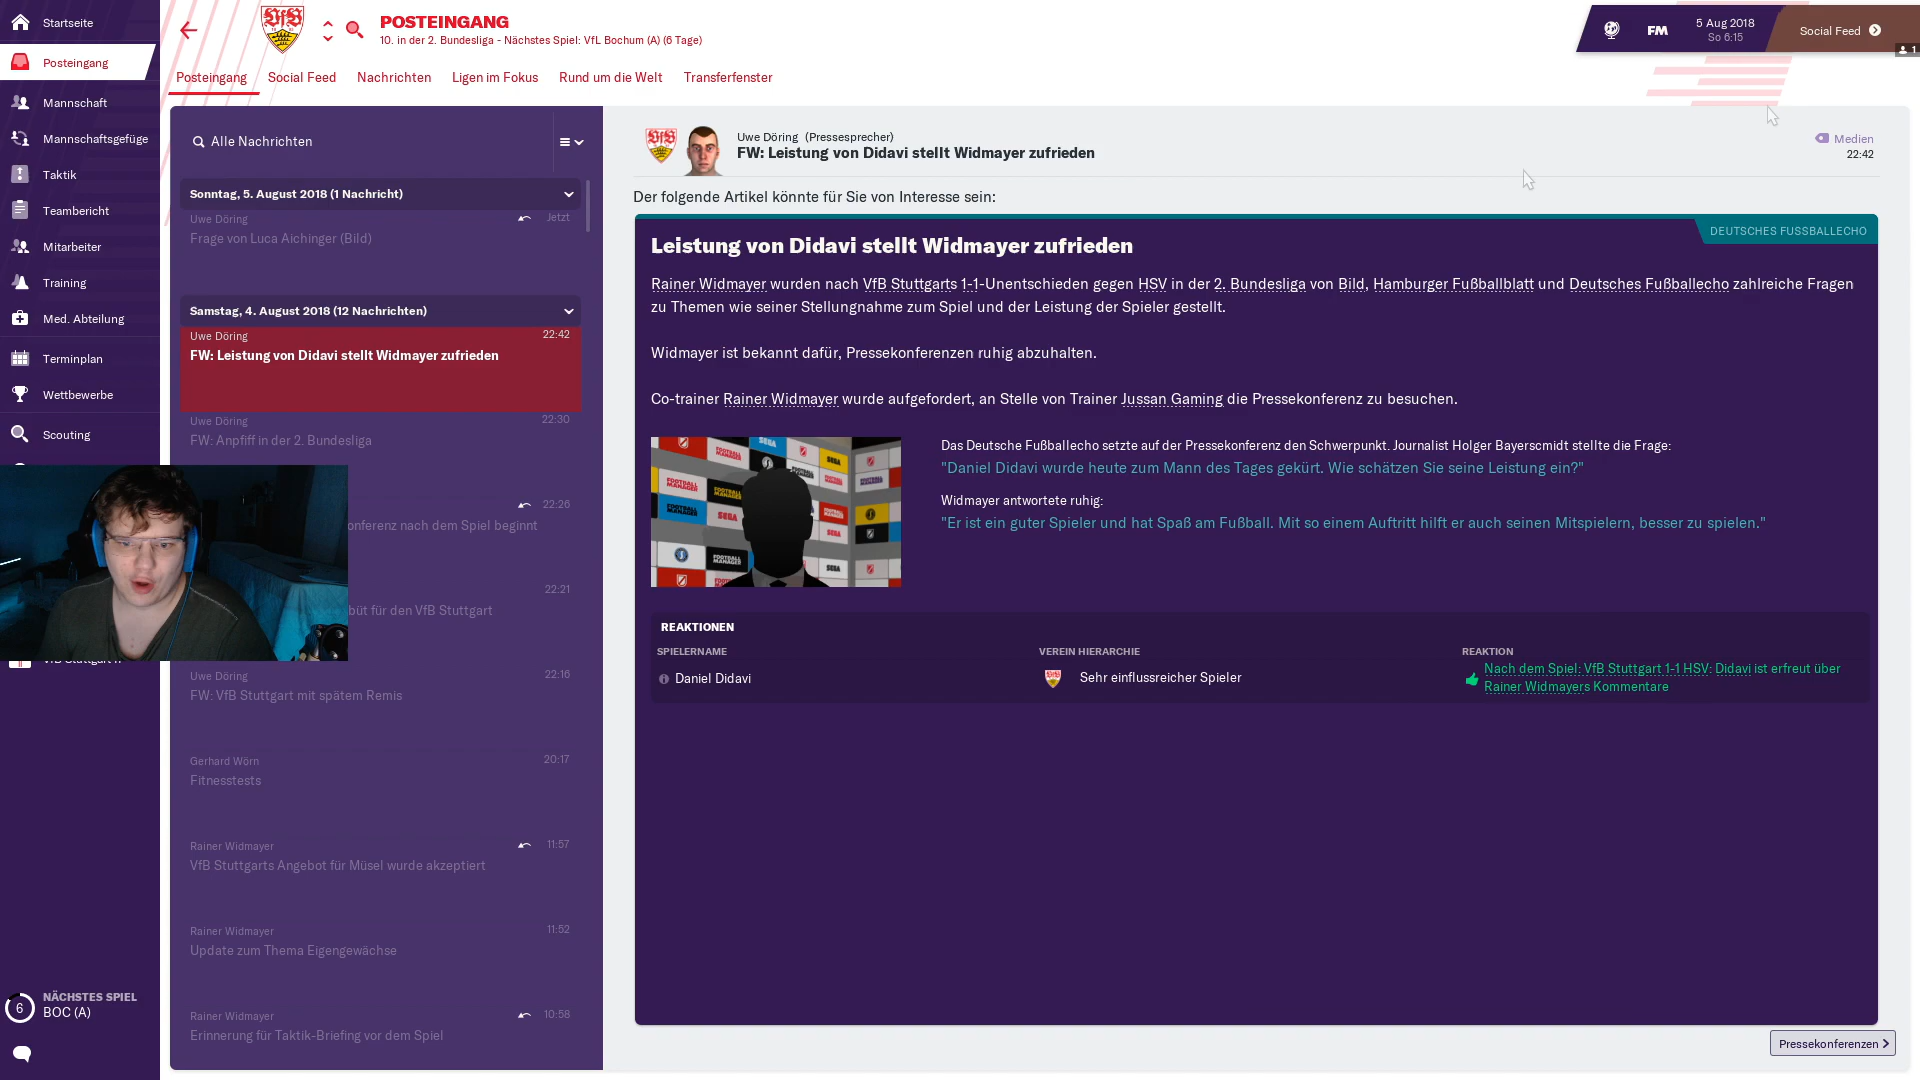 Startseite
Posteingang
Mannschaft
Mannschaftsgefüge
Taktik
Teambericht
Mitarbeiter
Training
Med. Abteilung
Terminplan
Wettbewerbe
Scouting
NÄCHSTES SPIEL
6
BOC (A)
POSTEINGANG
10. in der 2. Bundesliga - Nächstes Spiel: VfL Bochum (A) (6 Tage)
FM
5 Aug 2018
So 6:15
Social Feed
1
Posteingang
Social Feed
Nachrichten
Ligen im Fokus
Rund um die Welt
Transferfenster
Alle Nachrichten
Sonntag, 5. August 2018 (1 Nachricht)
Uwe Döring
Jetzt
Frage von Luca Aichinger (Bild)
Samstag, 4. August 2018 (12 Nachrichten)
Uwe Döring
22:42
FW: Leistung von Didavi stellt Widmayer zufrieden
Uwe Döring
22:30
FW: Anpfiff in der 2. Bundesliga
22:26
onferenz nach dem Spiel beginnt
22:21
büt für den VfB Stuttgart
Uwe Döring
22:16
FW: VfB Stuttgart mit spätem Remis
Gerhard Wörn
20:17
Fitnesstests
Rainer Widmayer
11:57
VfB Stuttgarts Angebot für Müsel wurde akzeptiert
Rainer Widmayer
11:52
Update zum Thema Eigengewächse
Rainer Widmayer
10:58
Erinnerung für Taktik-Briefing vor dem Spiel
Uwe Döring (Pressesprecher)
FW: Leistung von Didavi stellt Widmayer zufrieden
Medien
22:42
Der folgende Artikel könnte für Sie von Interesse sein:
DEUTSCHES FUSSBALLECHO
Leistung von Didavi stellt Widmayer zufrieden
Rainer Widmayer wurden nach VfB Stuttgarts 1-1-Unentschieden gegen HSV in der 2. Bundesliga von Bild, Hamburger Fußballblatt und Deutsches Fußballecho zahlreiche Fragen
zu Themen wie seiner Stellungnahme zum Spiel und der Leistung der Spieler gestellt.
Widmayer ist bekannt dafür, Pressekonferenzen ruhig abzuhalten.
Co-trainer Rainer Widmayer wurde aufgefordert, an Stelle von Trainer Jussan Gaming die Pressekonferenz zu besuchen.
Das Deutsche Fußballecho setzte auf der Pressekonferenz den Schwerpunkt. Journalist Holger Bayerscmidt stellte die Frage:
"Daniel Didavi wurde heute zum Mann des Tages gekürt. Wie schätzen Sie seine Leistung ein?"
Widmayer antwortete ruhig:
"Er ist ein guter Spieler und hat Spaß am Fußball. Mit so einem Auftritt hilft er auch seinen Mitspielern, besser zu spielen."
REAKTIONEN
SPIELERNAME
VEREIN HIERARCHIE
REAKTION
Daniel Didavi
Sehr einflussreicher Spieler
Nach dem Spiel: VfB Stuttgart 1-1 HSV: Didavi ist erfreut über
Rainer Widmayers Kommentare
Pressekonferenzen